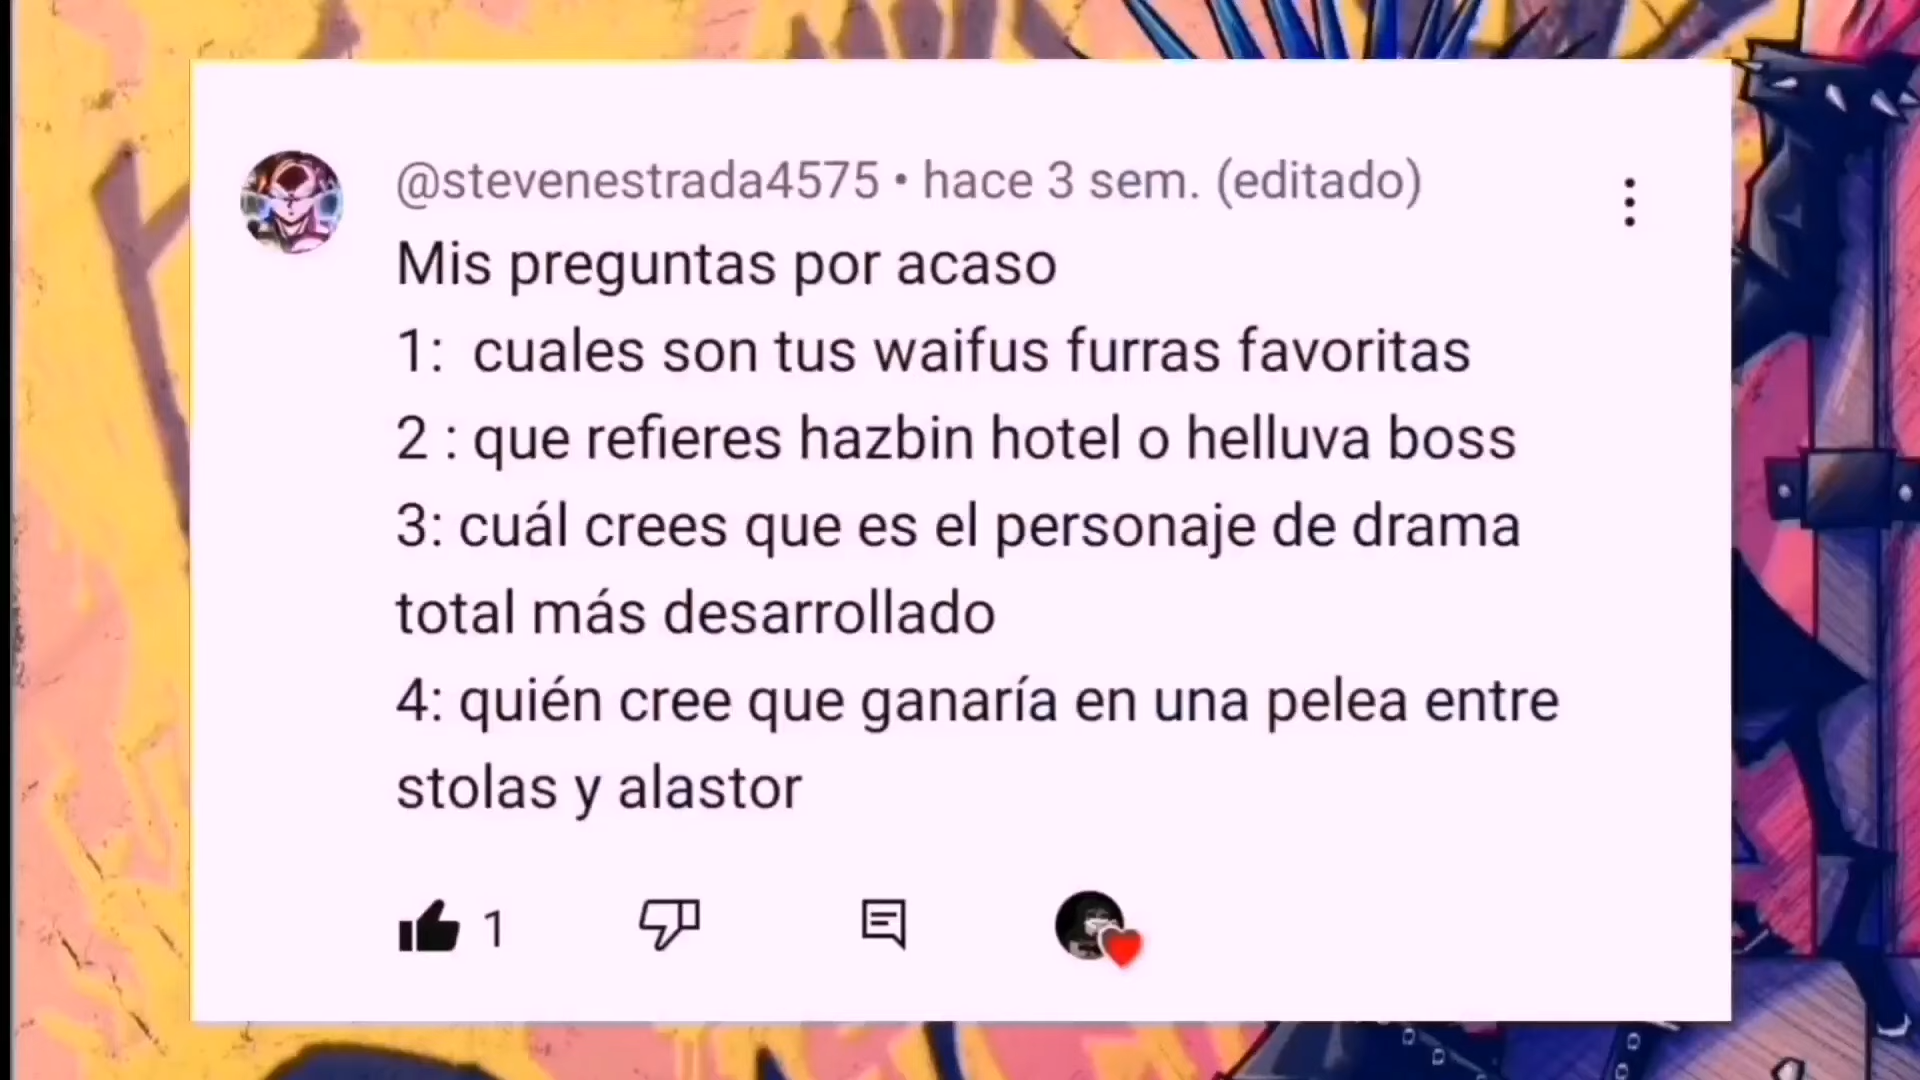 @stevenestrada4575 • hace 3 sem. (editado)
Mis preguntas por acaso
1:  cuales son tus waifus furras favoritas
2 : que refieres hazbin hotel o helluva boss
3: cuál crees que es el personaje de drama
total más desarrollado
4: quién cree que ganaría en una pelea entre
stolas y alastor
1